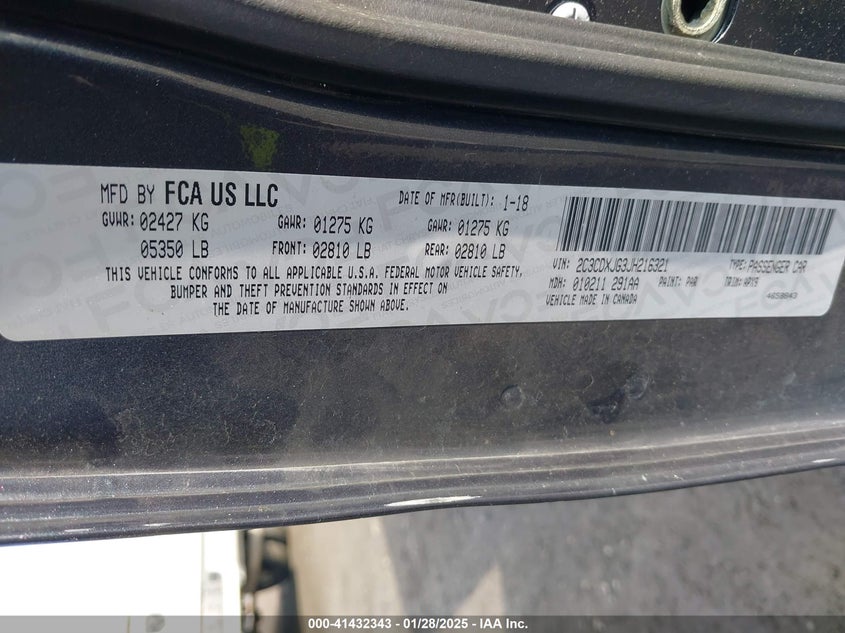 MFD BY FCA US LLC
DATE OF MFR(BUILT): 1-18
GVWR: 02427 KG
GAWR: 01275 KG
GAWR: 01275 KG
05350 LB
FRONT: 02810 LB
REAR: 02810 LB
THIS VEHICLE CONFORMS TO ALL APPLICABLE U.S.A. FEDERAL MOTOR VEHICLE SAFETY,
BUMPER AND THEFT PREVENTION STANDARDS IN EFFECT ON
THE DATE OF MANUFACTURE SHOWN ABOVE.
VIN: 2C3CDXJG3JH216321
TYPE: PASSENGER CAR
MDH: 010211 291AA
PAINT: PAR
VEHICLE MADE IN CANADA
000-41432343 - 01/28/2025 - IAA Inc.